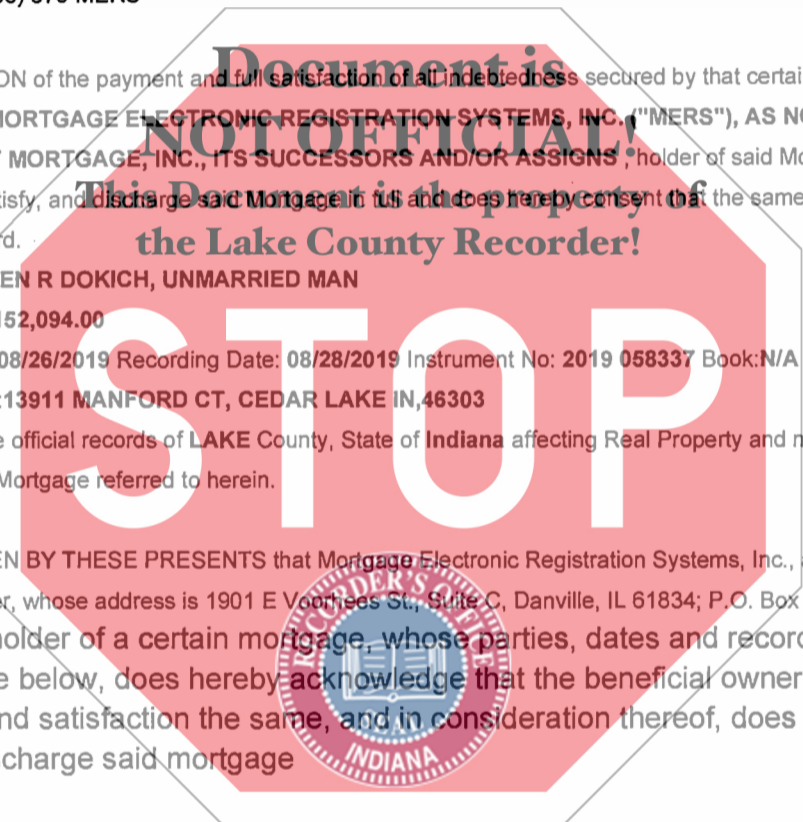 MERS
Document is
ON of the payment and full satisfaction of all indebtedness secured by that certai
MORTGAGE ELECTRONIC REGISTRATION SYSTEMS, INC. ("MERS"), AS NO
NOT OFFICIAL!
MORTGAGE, INC., ITS SUCCESSORS AND/OR ASSIGNS , holder of said Mo
tisfy, and discharge said Mortgage in full and does hereby consent that the same
This Document is the property of
rd.
the Lake County Recorder!
EN R DOKICH, UNMARRIED MAN
152,094.00
STOP
08/26/2019 Recording Date: 08/28/2019 Instrument No: 2019 058337 Book:N/A
:13911 MANFORD CT, CEDAR LAKE IN,46303
e official records of LAKE County, State of Indiana affecting Real Property and m
Mortgage referred to herein.
EN BY THESE PRESENTS that Mortgage Electronic Registration Systems, Inc.,
r, whose address is 1901 E Voorhees St., Suite C, Danville, IL 61834; P.O. Box
RECORDER'S OFFICE
holder of a certain mortgage, whose parties, dates and record
e below, does hereby acknowledge that the beneficial owner
nd satisfaction the same, and in consideration thereof, does
SEAL
INDIANA
charge said mortgage